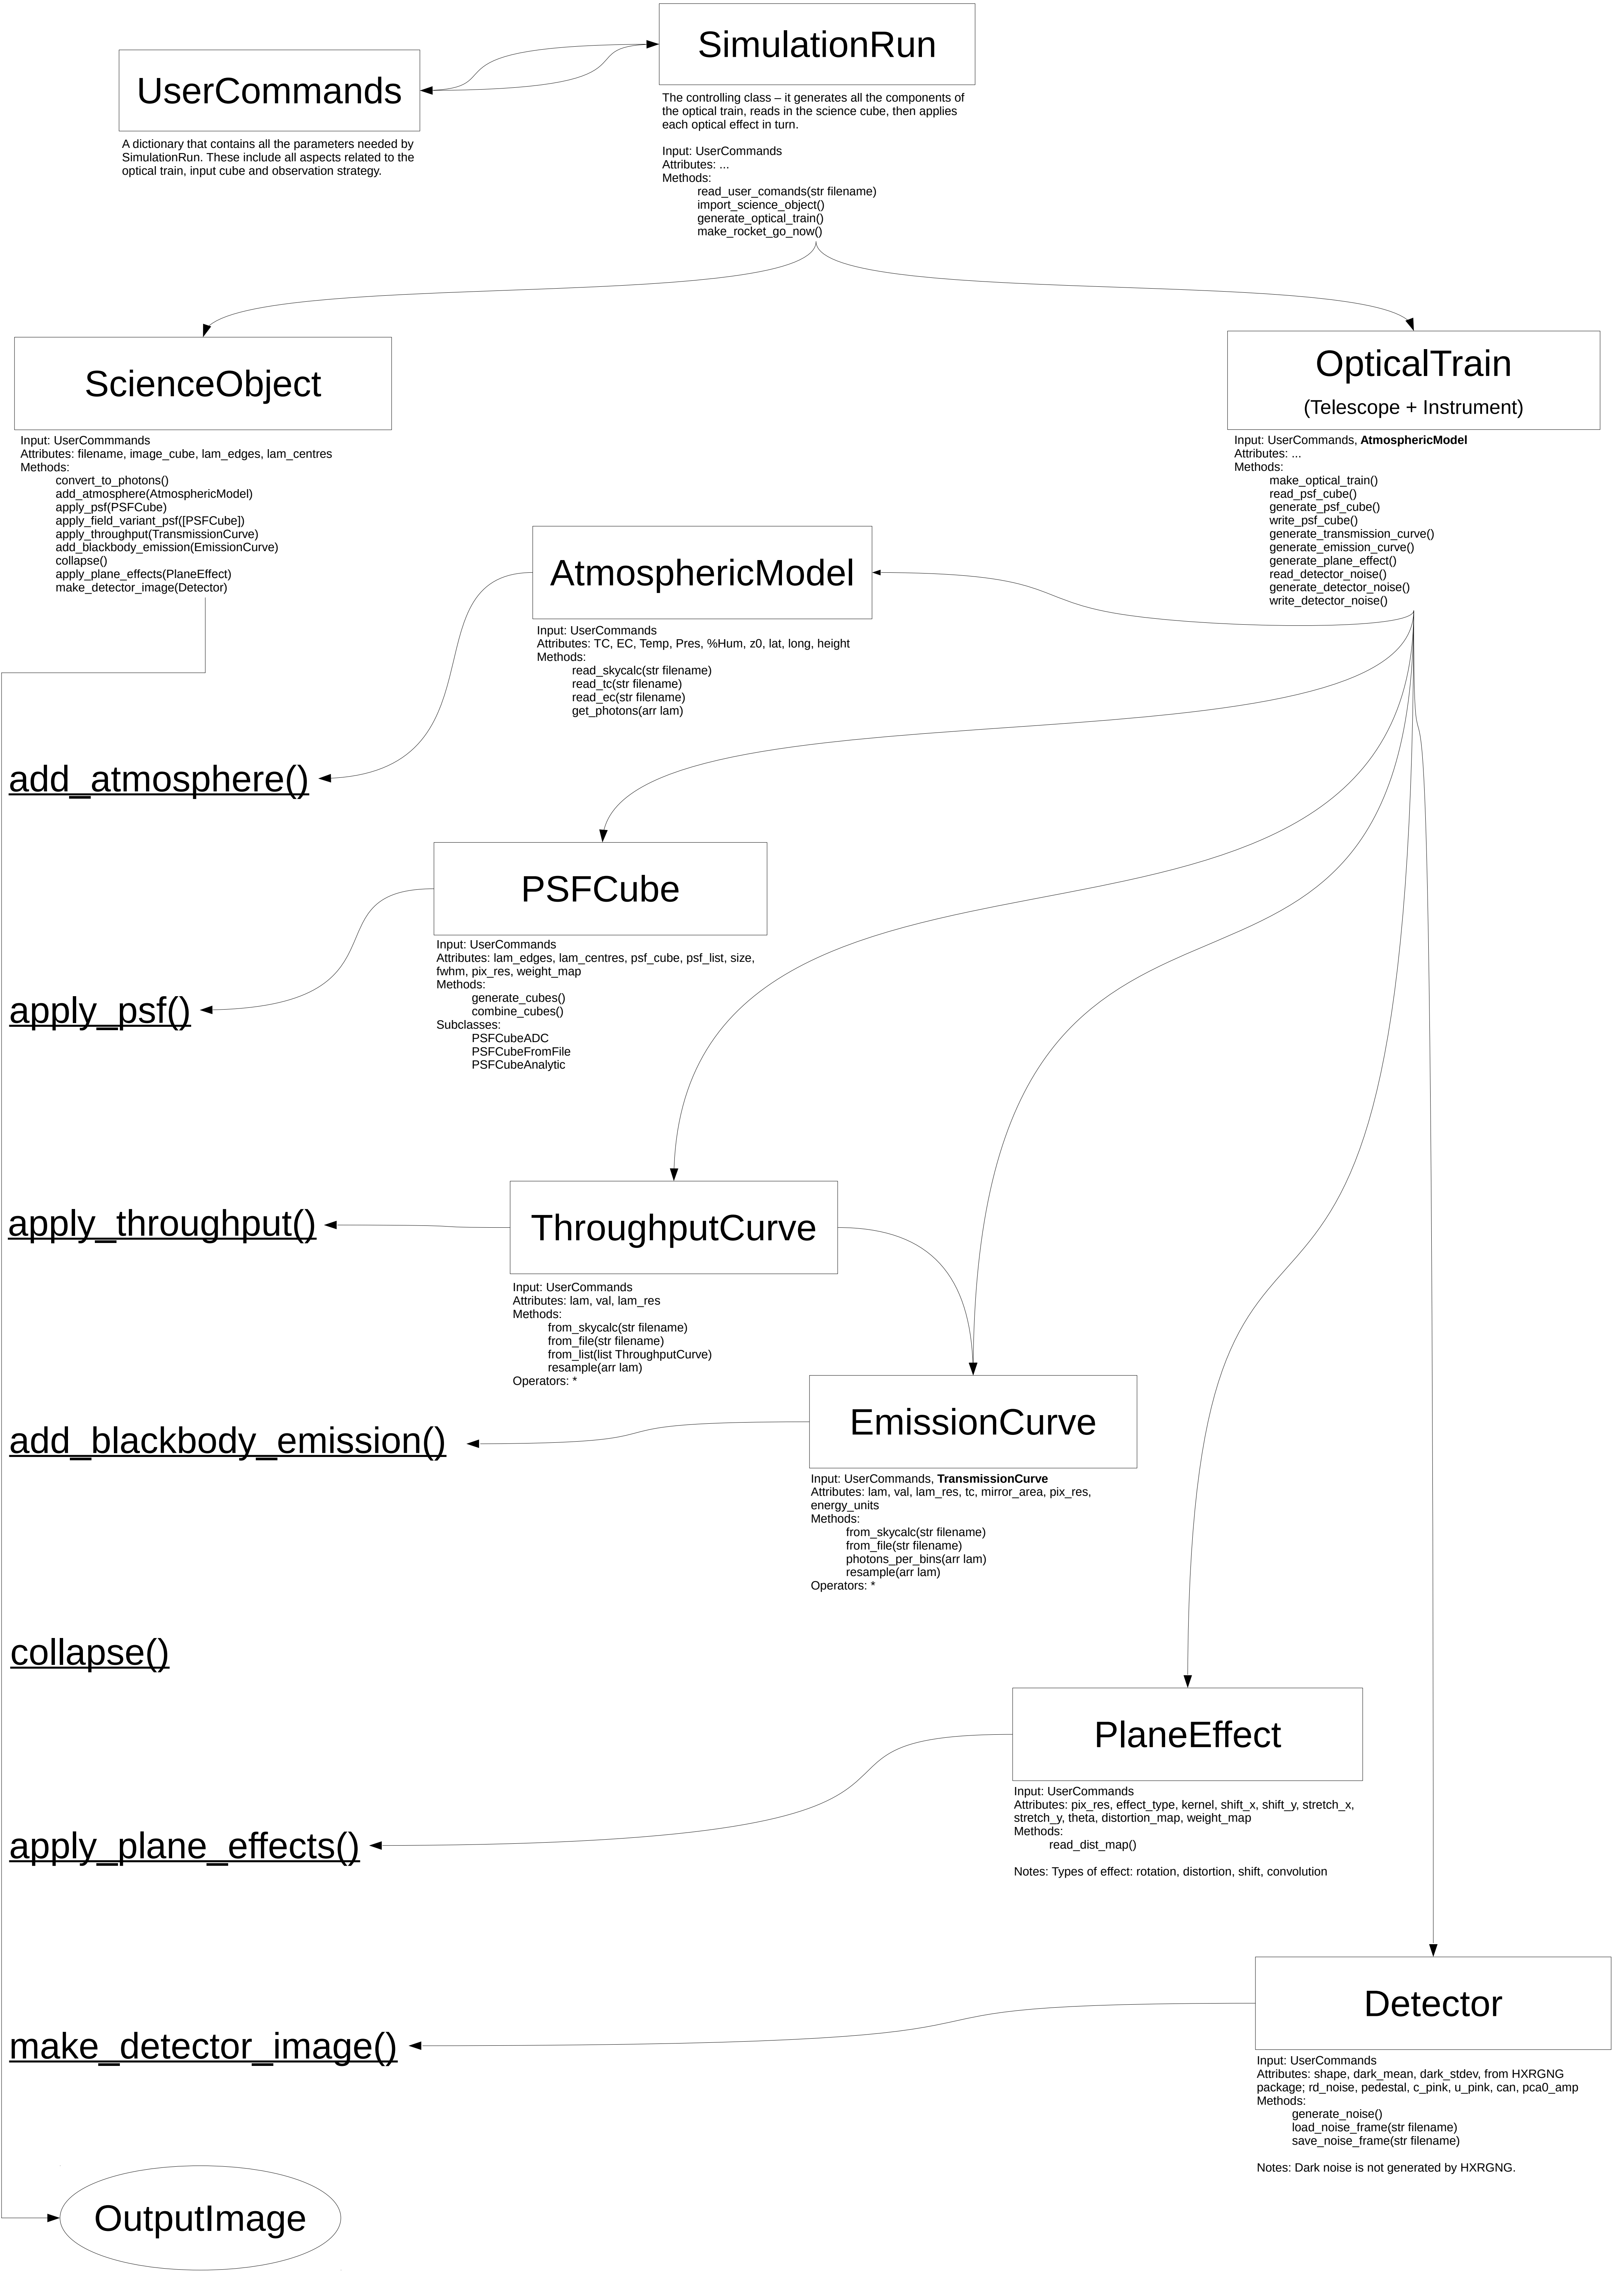 SimulationRun
UserCommands
The controlling class – it generates all the components of
the optical train, reads in the science cube, then applies
each optical effect in turn.
Input: UserCommands
Attributes: ...
Methods:
read_user_comands(str filename)
import_science_object()
generate_optical_train()
make_rocket_go_now()
A dictionary that contains all the parameters needed by
SimulationRun. These include all aspects related to the
optical train, input cube and observation strategy.
ScienceObject
Input: UserCommmands
Attributes: filename, image_cube, lam_edges, lam_centres
Methods:
convert_to_photons()
add_atmosphere(AtmosphericModel)
apply_psf(PSFCube)
apply_field_variant_psf([PSFCube])
apply_throughput(TransmissionCurve)
add_blackbody_emission(EmissionCurve)
collapse()
apply_plane_effects(PlaneEffect)
make_detector_image(Detector)
OpticalTrain
(Telescope + Instrument)
Input: UserCommands, AtmosphericModel
Attributes: ...
Methods:
make_optical_train()
read_psf_cube()
generate_psf_cube()
write_psf_cube()
generate_transmission_curve()
generate_emission_curve()
generate_plane_effect()
read_detector_noise()
generate_detector_noise()
write_detector_noise()
AtmosphericModel
Input: UserCommands
Attributes: TC, EC, Temp, Pres, %Hum, z0, lat, long, height
Methods:
read_skycalc(str filename)
read_tc(str filename)
read_ec(str filename)
get_photons(arr lam)
add_atmosphere()
PSFCube
Input: UserCommands
Attributes: lam_edges, lam_centres, psf_cube, psf_list, size,
fwhm, pix_res, weight_map
Methods:
generate_cubes()
combine_cubes()
Subclasses:
PSFCubeADC
PSFCubeFromFile
PSFCubeAnalytic
apply_psf()
apply_throughput()
ThroughputCurve
Input: UserCommands
Attributes: lam, val, lam_res
Methods:
from_skycalc(str filename)
from_file(str filename)
from_list(list ThroughputCurve)
resample(arr lam)
Operators: *
add_blackbody_emission()
EmissionCurve
Input: UserCommands, TransmissionCurve
Attributes: lam, val, lam_res, tc, mirror_area, pix_res,
energy_units
Methods:
from_skycalc(str filename)
from_file(str filename)
photons_per_bins(arr lam)
resample(arr lam)
Operators: *
collapse()
PlaneEffect
Input: UserCommands
Attributes: pix_res, effect_type, kernel, shift_x, shift_y, stretch_x,
stretch_y, theta, distortion_map, weight_map
Methods:
read_dist_map()
Notes: Types of effect: rotation, distortion, shift, convolution
apply_plane_effects()
Detector
Input: UserCommands
Attributes: shape, dark_mean, dark_stdev, from HXRGNG
package; rd_noise, pedestal, c_pink, u_pink, can, pca0_amp
Methods:
generate_noise()
load_noise_frame(str filename)
save_noise_frame(str filename)
Notes: Dark noise is not generated by HXRGNG.
make_detector_image()
OutputImage